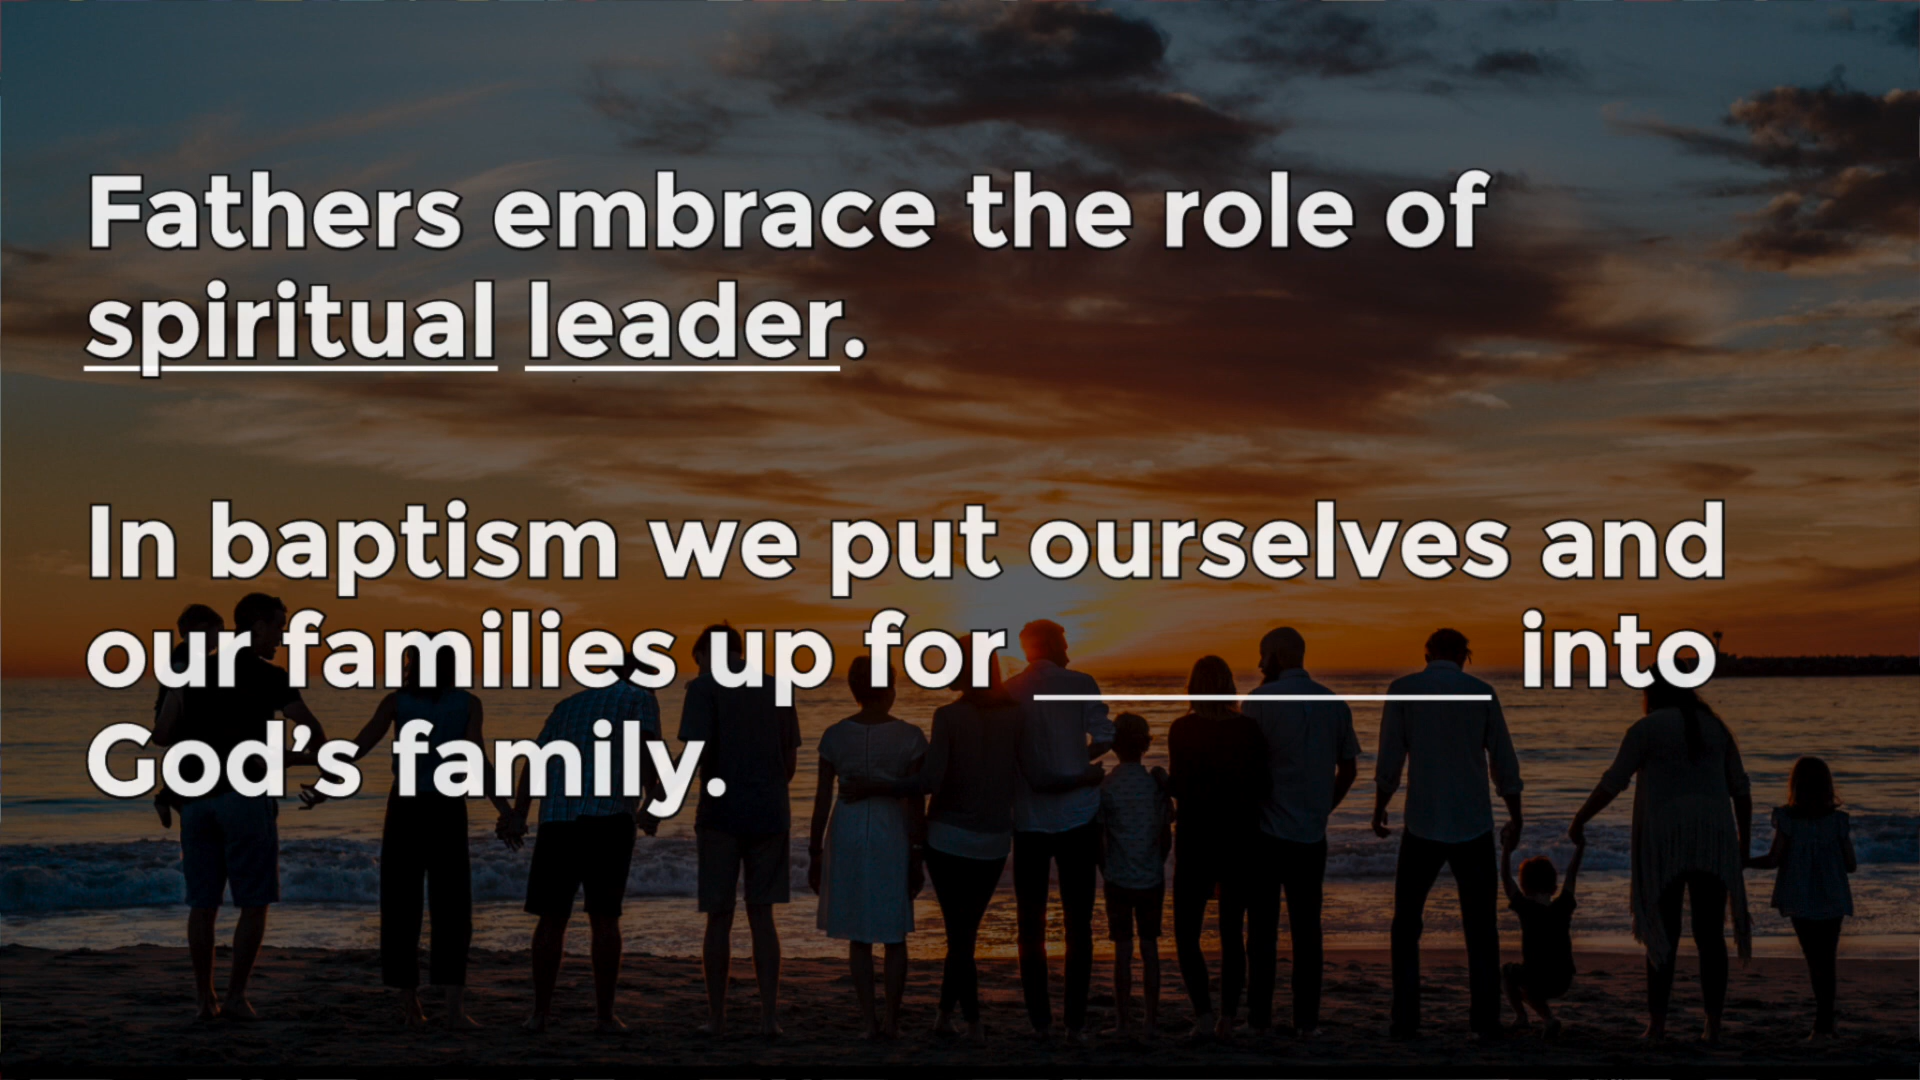 Fathers embrace the role of
spiritual leader.
In baptism we put ourselves and
our families up for __________ into
God’s family.